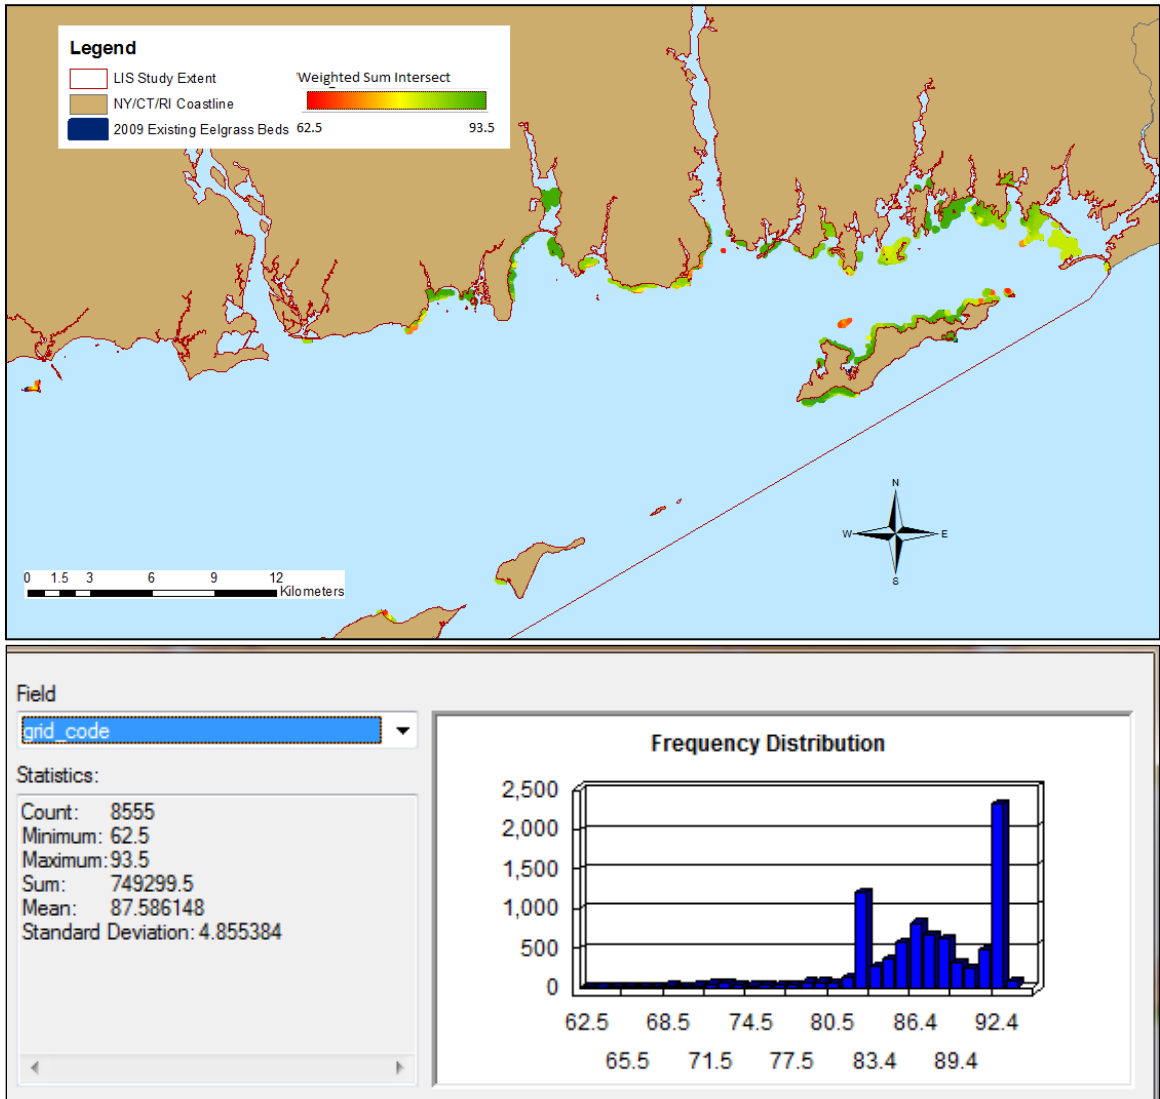 Legend
LIS Study Extent
Weighted Sum Intersect
NY/CT/RI Coastline
2009 Existing Eelgrass Beds
62.5
93.5
N
W
E
S
0 1.5 3 6 9 12
Kilometers
Field
grid_code
Statistics:
Count: 8555
Minimum: 62.5
Maximum: 93.5
Sum: 749299.5
Mean: 87.586148
Standard Deviation: 4.855384
Frequency Distribution
2,500
2,000
1,500
1,000
500
0
62.5 68.5 74.5 80.5 86.4 92.4
65.5 71.5 77.5 83.4 89.4